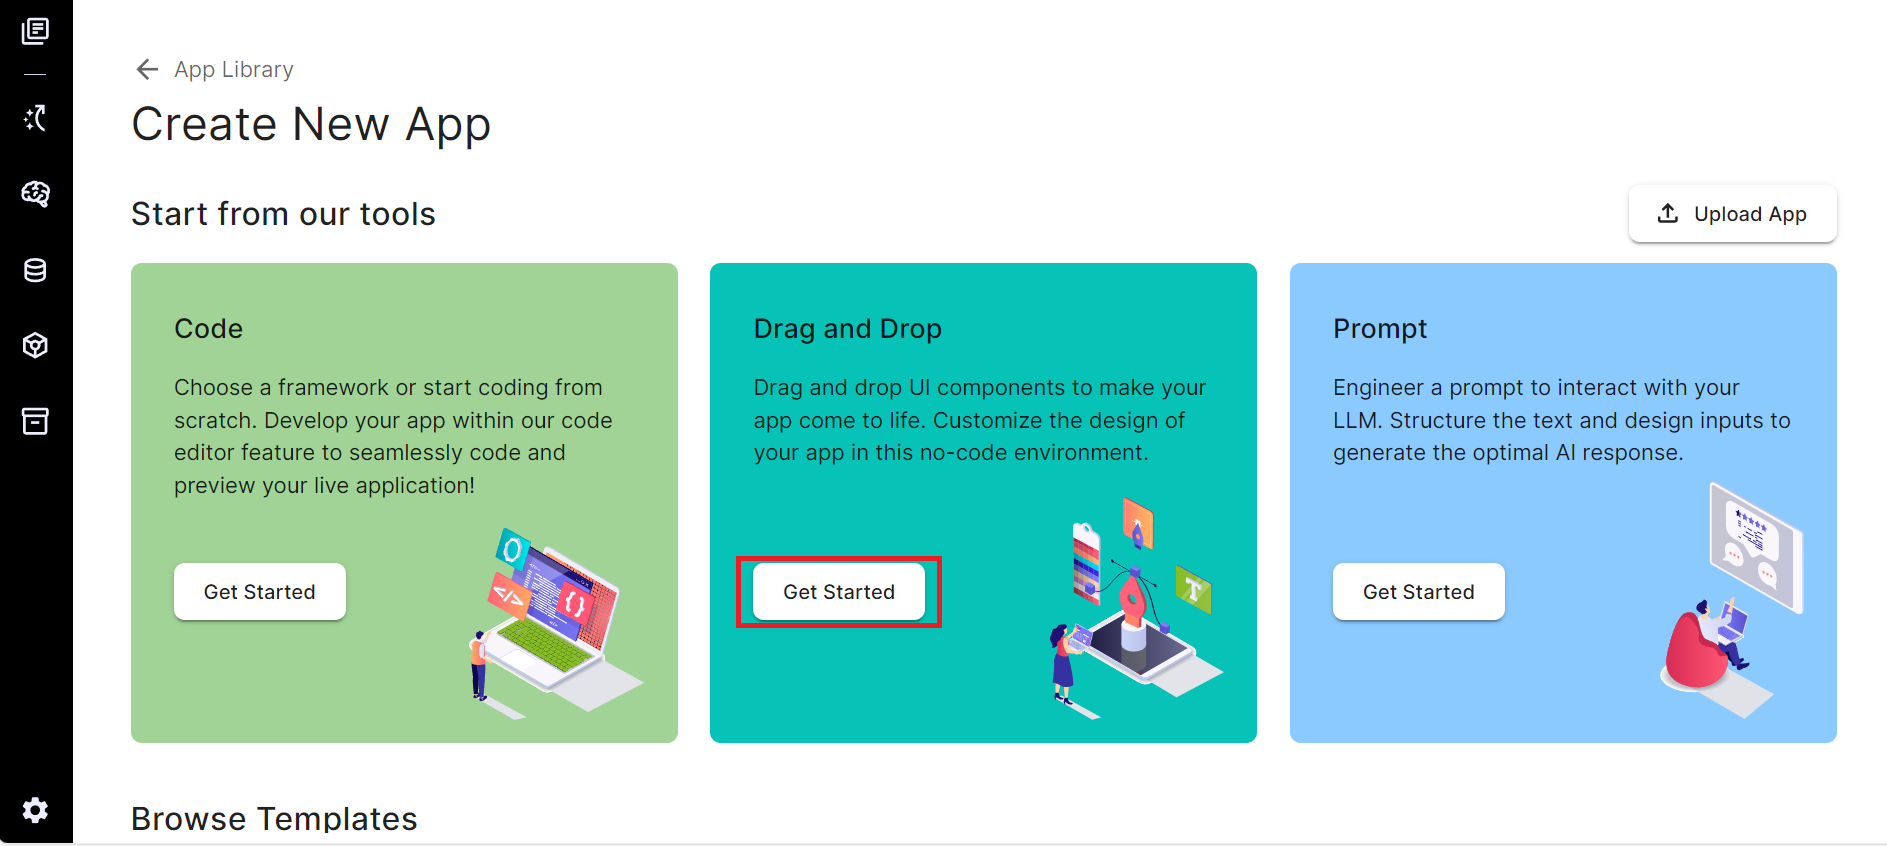 App Library
Create New App
Start from our tools
Upload App
Code
Choose a framework or start coding from
scratch. Develop your app within our code
editor feature to seamlessly code and
preview your live application!
Get Started
Drag and Drop
Drag and drop UI components to make your
app come to life. Customize the design of
your app in this no-code environment.
Get Started
Prompt
Engineer a prompt to interact with your
LLM. Structure the text and design inputs to
generate the optimal AI response.
Get Started
Browse Templates